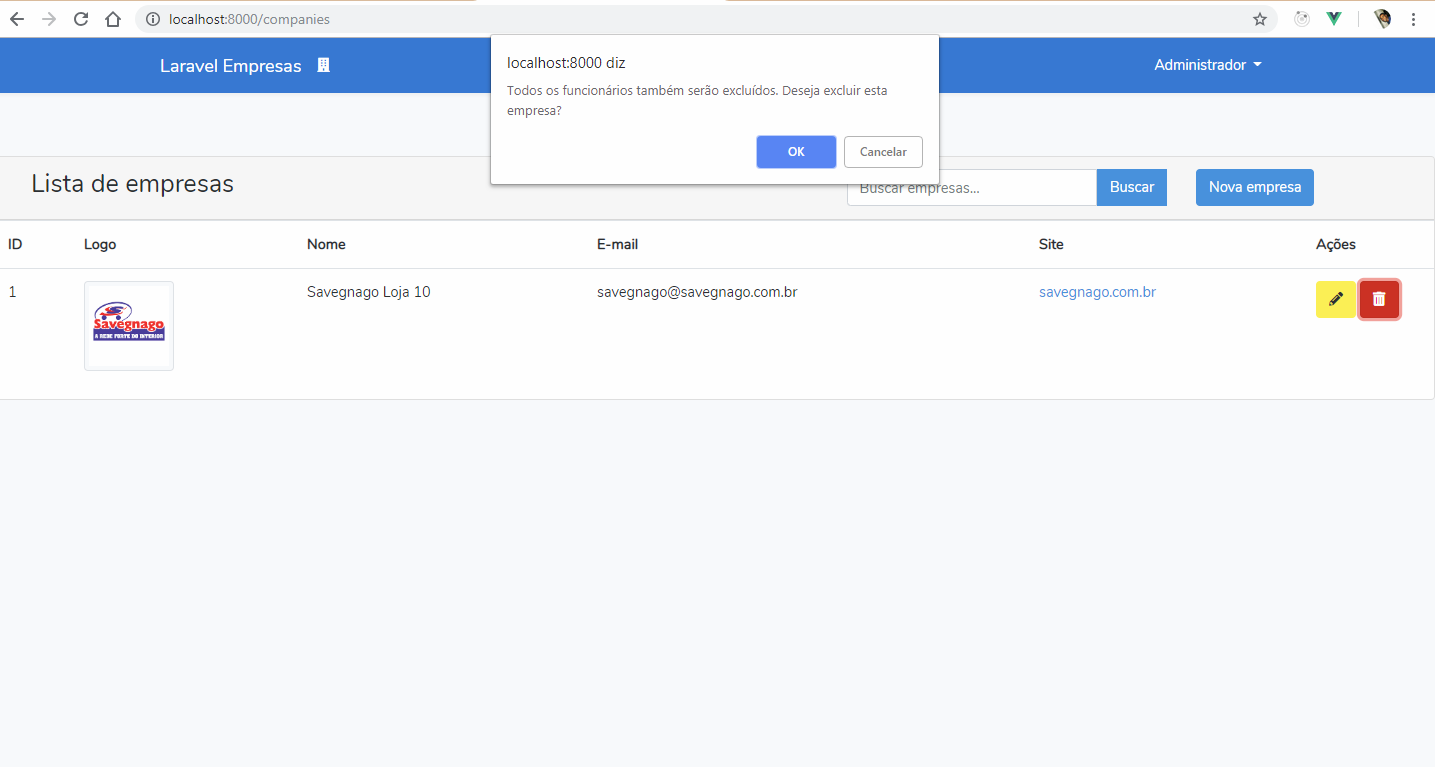 localhost:8000/companies
Laravel Empresas
Administrador
localhost:8000 diz
Todos os funcionários também serão excluídos. Deseja excluir esta
empresa?
OK
Cancelar
Lista de empresas
Buscar empresas...
Buscar
Nova empresa
ID
Logo
Nome
E-mail
Site
Ações
1
Savegnago
A REDE FORTE DO INTERIOR
Savegnago Loja 10
savegnago@savegnago.com.br
savegnago.com.br